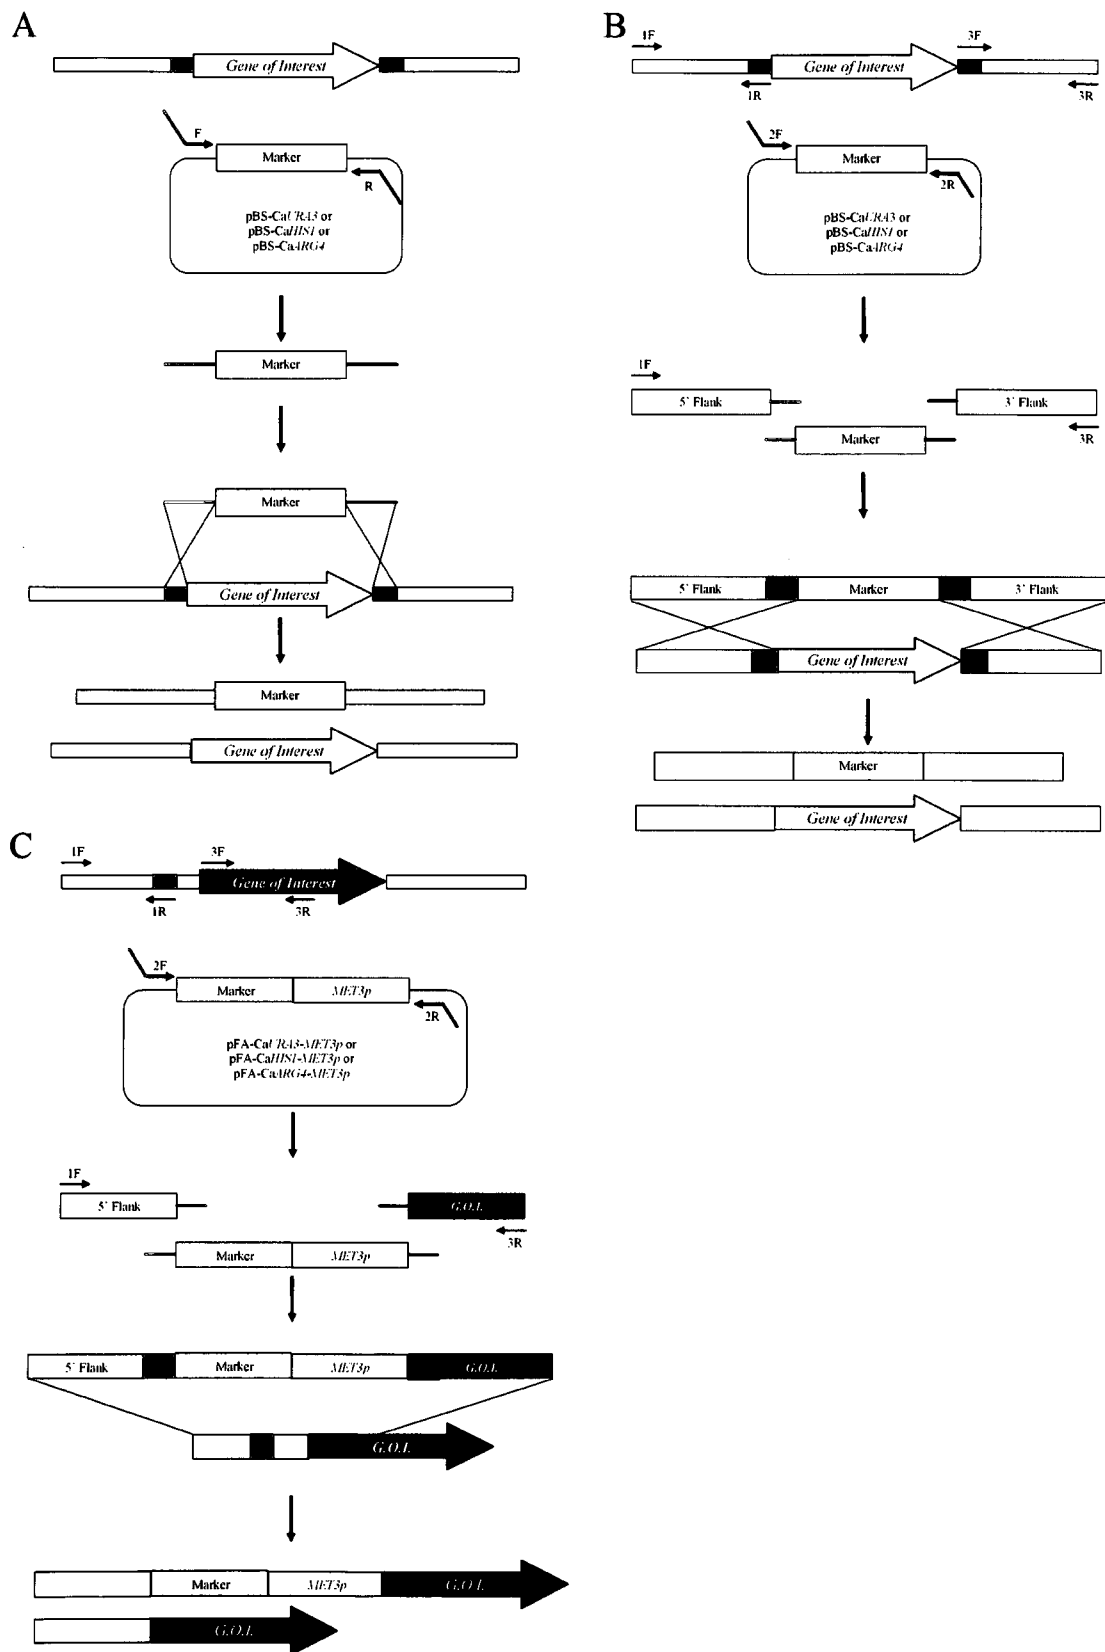 A
Gene of Interest
F
Marker
R
pBS-CaURA3 or
pBS-CaHIS1 or
pBS-CaARG4
Marker
Marker
Gene of Interest
Marker
Gene of Interest
B
1F
3F
Gene of Interest
1R
3R
2F
Marker
2R
pBS-CaURA3 or
pBS-CaHIS1 or
pBS-CaARG4
1F
5' Flank
3' Flank
Marker
3R
5' Flank
Marker
3' Flank
Gene of Interest
Marker
Gene of Interest
C
1F
3F
Gene of Interest
1R
3R
2F
Marker
MET3p
2R
pFA-CaURA3-MET3p or
pFA-CaHIS1-MET3p or
pFA-CaARG4-MET3p
1F
5' Flank
G.O.I.
3R
Marker
MET3p
5' Flank
Marker
MET3p
G.O.I.
G.O.I.
Marker
MET3p
G.O.I.
G.O.I.